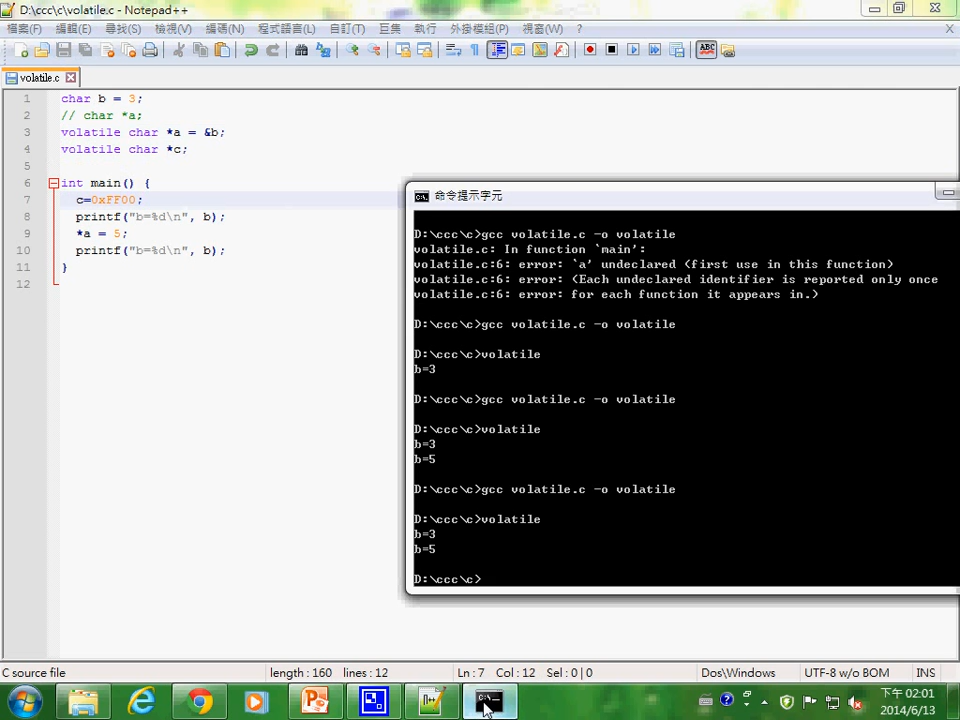 D:\ccc\c\volatile.c - Notepad++
檔案(F) 編輯(E) 尋找(S) 檢視(V) 編碼(N) 程式語言(L) 自訂(T) 巨集 執行 外掛模組(P) 視窗(W) ? X
ABC
volatile.c
1 char b = 3;
2 // char *a;
3 volatile char *a = &b;
4 volatile char *c;
5
6 int main() {
7 c=0xFF00;
8 printf("b=%d\n", b);
9 *a = 5;
10 printf("b=%d\n", b);
11 }
12
命令提示字元
D:\ccc\c>gcc volatile.c -o volatile
volatile.c: In function `main':
volatile.c:6: error: `a' undeclared (first use in this function)
volatile.c:6: error: (Each undeclared identifier is reported only once
volatile.c:6: error: for each function it appears in.)
D:\ccc\c>gcc volatile.c -o volatile
D:\ccc\c>volatile
b=3
D:\ccc\c>gcc volatile.c -o volatile
D:\ccc\c>volatile
b=3
b=5
D:\ccc\c>gcc volatile.c -o volatile
D:\ccc\c>volatile
b=3
b=5
D:\ccc\c>
C source file length : 160 lines : 12 Ln : 7 Col : 12 Sel : 0 | 0 Dos\Windows UTF-8 w/o BOM INS
下午 02:01
2014/6/13